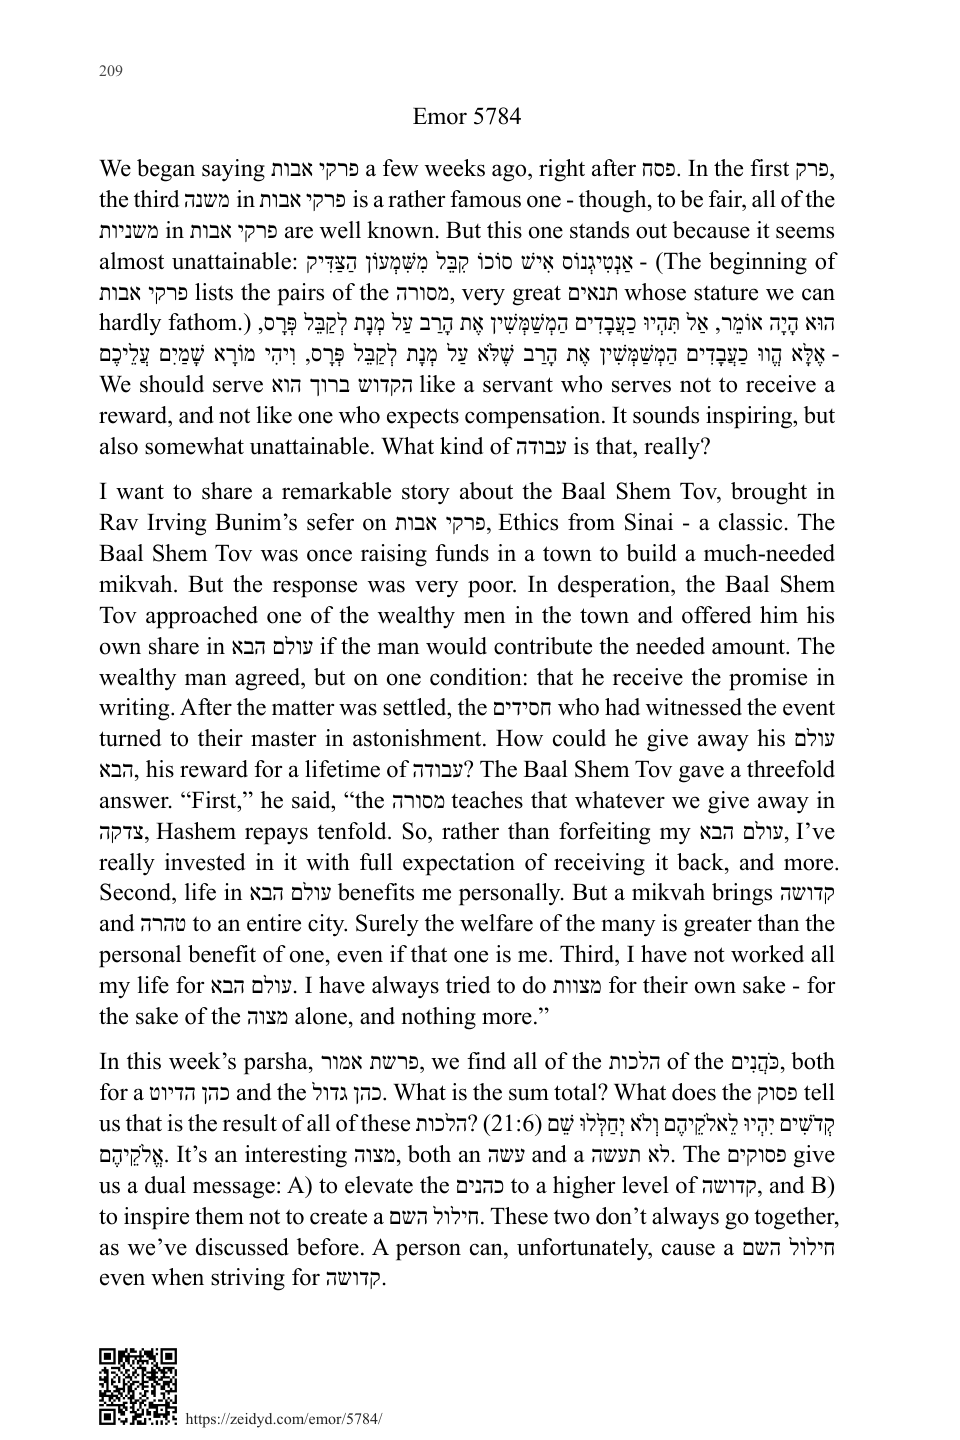 209
Emor 5784
We began saying פרקי אבות a few weeks ago, right after פסח. In the first פרק,
the third משנה in פרקי אבות is a rather famous one - though, to be fair, all of the
משניות in פרקי אבות are well known. But this one stands out because it seems
almost unattainable: אַנְטִיגְנוֹס אִישׁ סוֹכוֹ קִבֵּל מִשִּׁמְעוֹן הַצַּדִּיק - (The beginning of
פרקי אבות lists the pairs of the מסורה, very great תנאים whose stature we can
hardly fathom.) הוּא הָיָה אוֹמֵר, אַל תִּהְיוּ כַעֲבָדִים הַמְשַׁמְּשִׁין אֶת הָרַב עַל מְנָת לְקַבֵּל פְּרָס,
אֶלָּא הֱווּ כַעֲבָדִים הַמְשַׁמְּשִׁין אֶת הָרַב שֶׁלֹּא עַל מְנָת לְקַבֵּל פְּרָס, וִיהִי מוֹרָא שָׁמַיִם עֲלֵיכֶם -
We should serve הקדוש ברוך הוא like a servant who serves not to receive a
reward, and not like one who expects compensation. It sounds inspiring, but
also somewhat unattainable. What kind of עבודה is that, really?
I want to share a remarkable story about the Baal Shem Tov, brought in
Rav Irving Bunim’s sefer on פרקי אבות, Ethics from Sinai - a classic. The
Baal Shem Tov was once raising funds in a town to build a much-needed
mikvah. But the response was very poor. In desperation, the Baal Shem
Tov approached one of the wealthy men in the town and offered him his
own share in עולם הבא if the man would contribute the needed amount. The
wealthy man agreed, but on one condition: that he receive the promise in
writing. After the matter was settled, the חסידים who had witnessed the event
turned to their master in astonishment. How could he give away his עולם
הבא, his reward for a lifetime of עבודה? The Baal Shem Tov gave a threefold
answer. “First,” he said, “the מסורה teaches that whatever we give away in
צדקה, Hashem repays tenfold. So, rather than forfeiting my עולם הבא, I’ve
really invested in it with full expectation of receiving it back, and more.
Second, life in עולם הבא benefits me personally. But a mikvah brings קדושה
and טהרה to an entire city. Surely the welfare of the many is greater than the
personal benefit of one, even if that one is me. Third, I have not worked all
my life for עולם הבא. I have always tried to do מצוות for their own sake - for
the sake of the מצוה alone, and nothing more.”
In this week’s parsha, פרשת אמור, we find all of the הלכות of the כֹּהֲנִים, both
for a כהן הדיוט and the כהן גדול. What is the sum total? What does the פסוק tell
us that is the result of all of these הלכות? (21:6) קְדֹשִׁים יִהְיוּ לֵאלֹקֵיהֶם וְלֹא יְחַלְּלוּ שֵׁם
אֱלֹקֵיהֶם. It’s an interesting מצוה, both an עשה and a לא תעשה. The פסוקים give
us a dual message: A) to elevate the כהנים to a higher level of קדושה, and B)
to inspire them not to create a חילול השם. These two don’t always go together,
as we’ve discussed before. A person can, unfortunately, cause a חילול השם
even when striving for קדושה.
https://zeidyd.com/emor/5784/